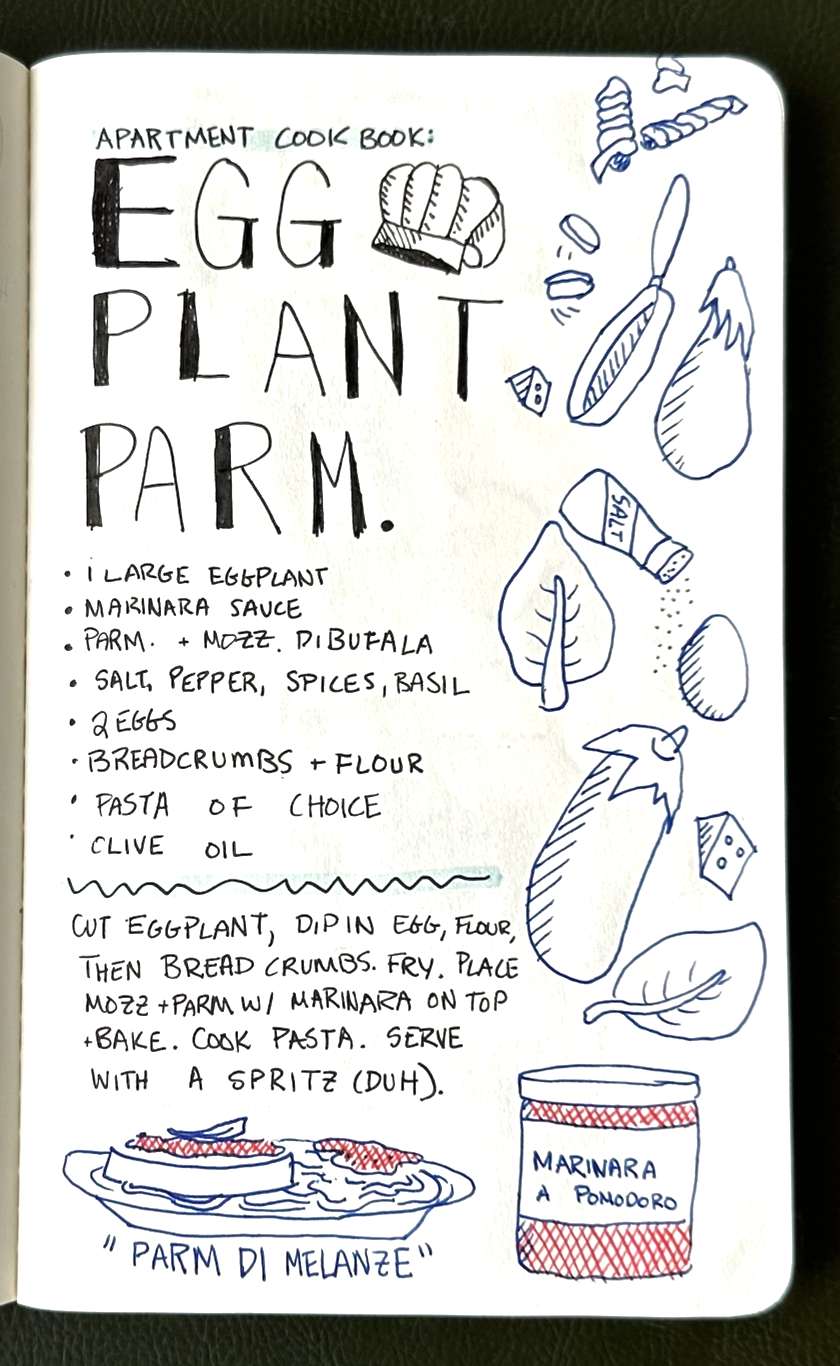 APARTMENT COOK BOOK:
EGG
PLANT
PARM.
• 1 LARGE EGGPLANT
• MARINARA SAUCE
• PARM. + MOZZ. DI BUFALA
• SALT, PEPPER, SPICES, BASIL
• 2 EGGS
• BREADCRUMBS + FLOUR
• PASTA OF CHOICE
• OLIVE OIL
CUT EGGPLANT, DIP IN EGG, FLOUR,
THEN BREAD CRUMBS. FRY. PLACE
MOZZ + PARM W/ MARINARA ON TOP
+ BAKE. COOK PASTA. SERVE
WITH A SPRITZ (DUH).
SALT
MARINARA
A POMODORO
"PARM DI MELANZE"